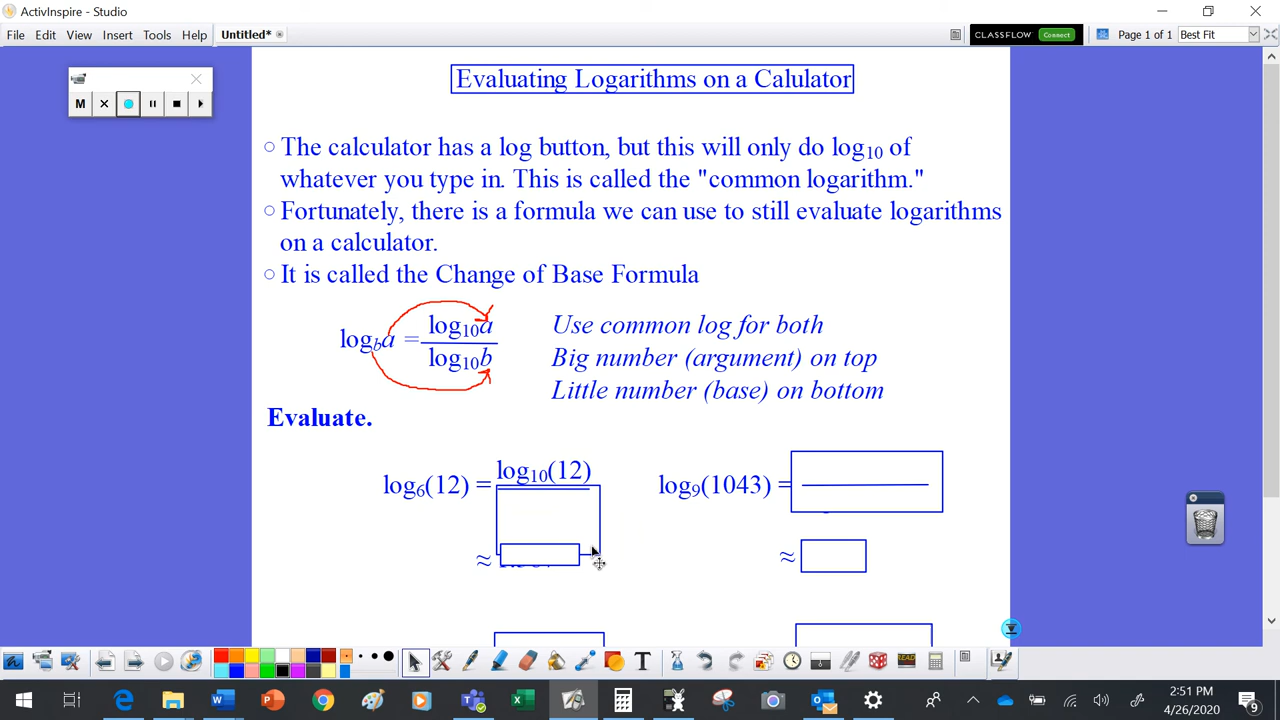 ActivInspire - Studio
File Edit View Insert Tools Help Untitled* CLASSFLOW Connect Page 1 of 1 Best Fit
M
Evaluating Logarithms on a Calulator
○ The calculator has a log button, but this will only do log₁₀ of
whatever you type in. This is called the "common logarithm."
○ Fortunately, there is a formula we can use to still evaluate logarithms
on a calculator.
○ It is called the Change of Base Formula
log_b a = log₁₀a / log₁₀b
Use common log for both
Big number (argument) on top
Little number (base) on bottom
Evaluate.
log₆(12) = log₁₀(12)
log₉(1043) =
≈
≈
2:51 PM
4/26/2020
9